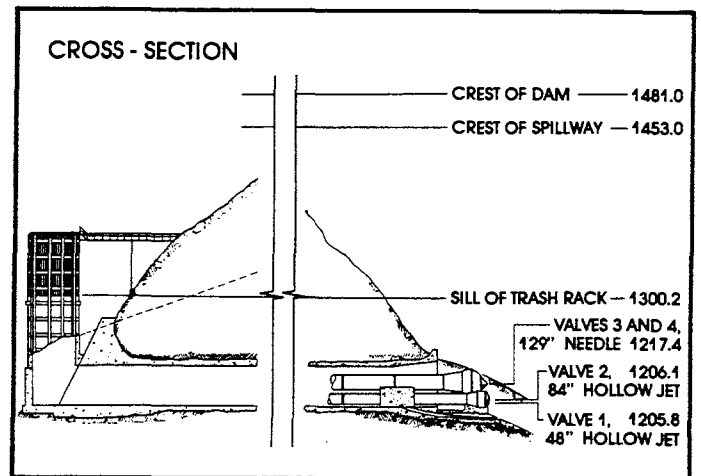 CROSS - SECTION
CREST OF DAM 1481.0
CREST OF SPILLWAY 1453.0
SILL OF TRASH RACK 1300.2
VALVES 3 AND 4,
129" NEEDLE 1217.4
VALVE 2, 1206.1
84" HOLLOW JET
VALVE 1, 1205.8
48" HOLLOW JET